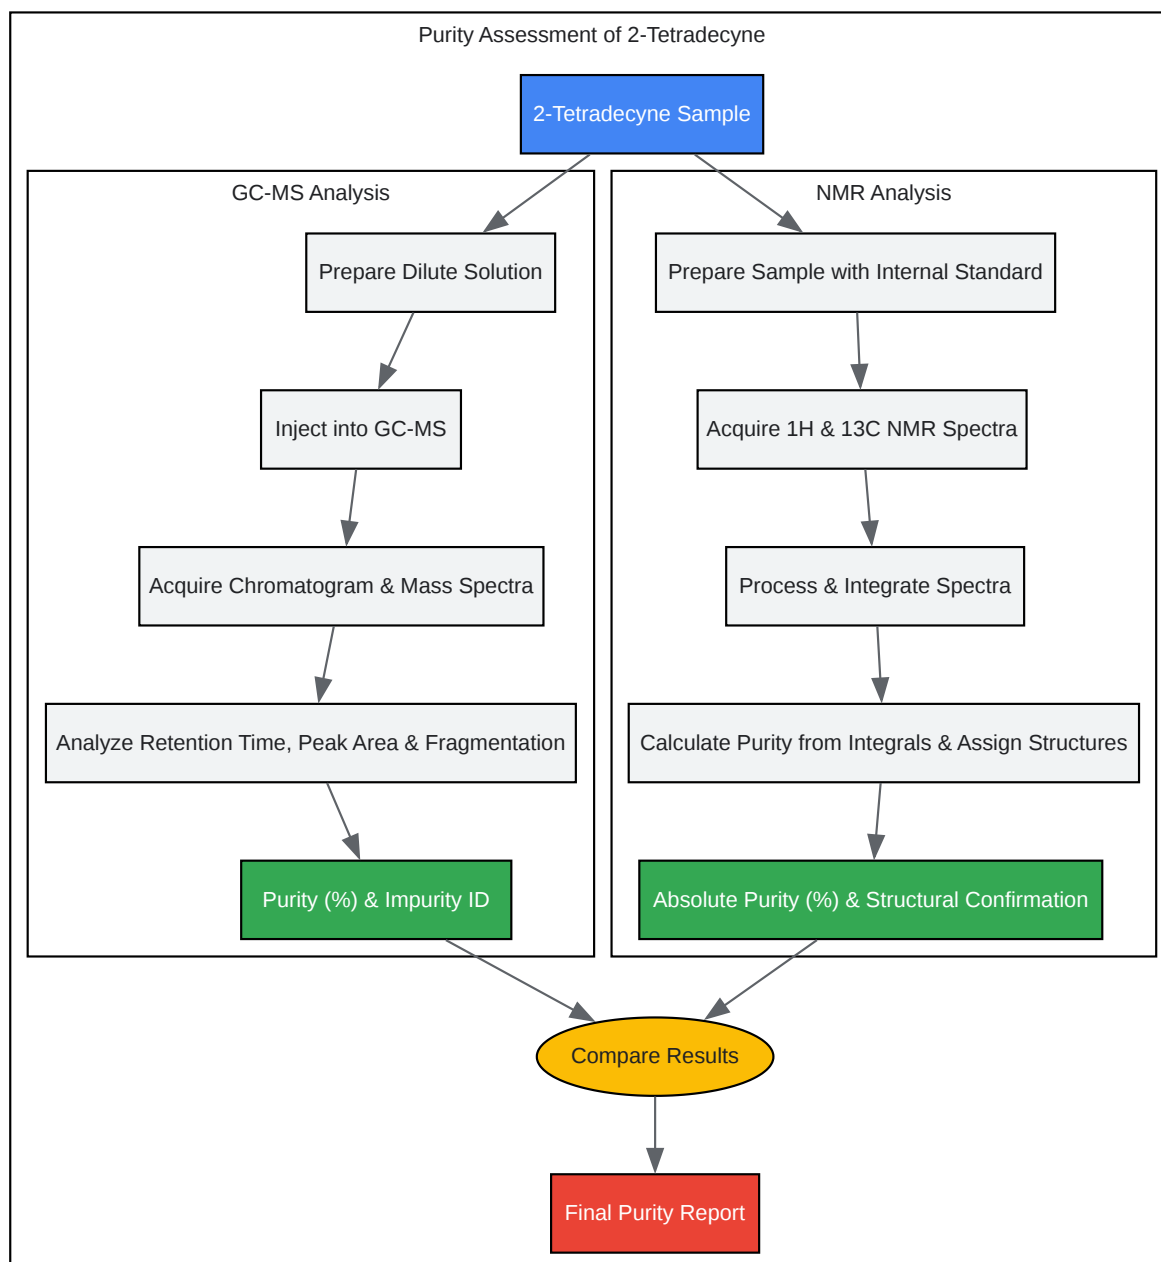 Purity Assessment of 2-Tetradecyne
2-Tetradecyne Sample
GC-MS Analysis
Prepare Dilute Solution
Inject into GC-MS
Acquire Chromatogram & Mass Spectra
Analyze Retention Time, Peak Area & Fragmentation
Purity (%) & Impurity ID
NMR Analysis
Prepare Sample with Internal Standard
Acquire 1H & 13C NMR Spectra
Process & Integrate Spectra
Calculate Purity from Integrals & Assign Structures
Absolute Purity (%) & Structural Confirmation
Compare Results
Final Purity Report